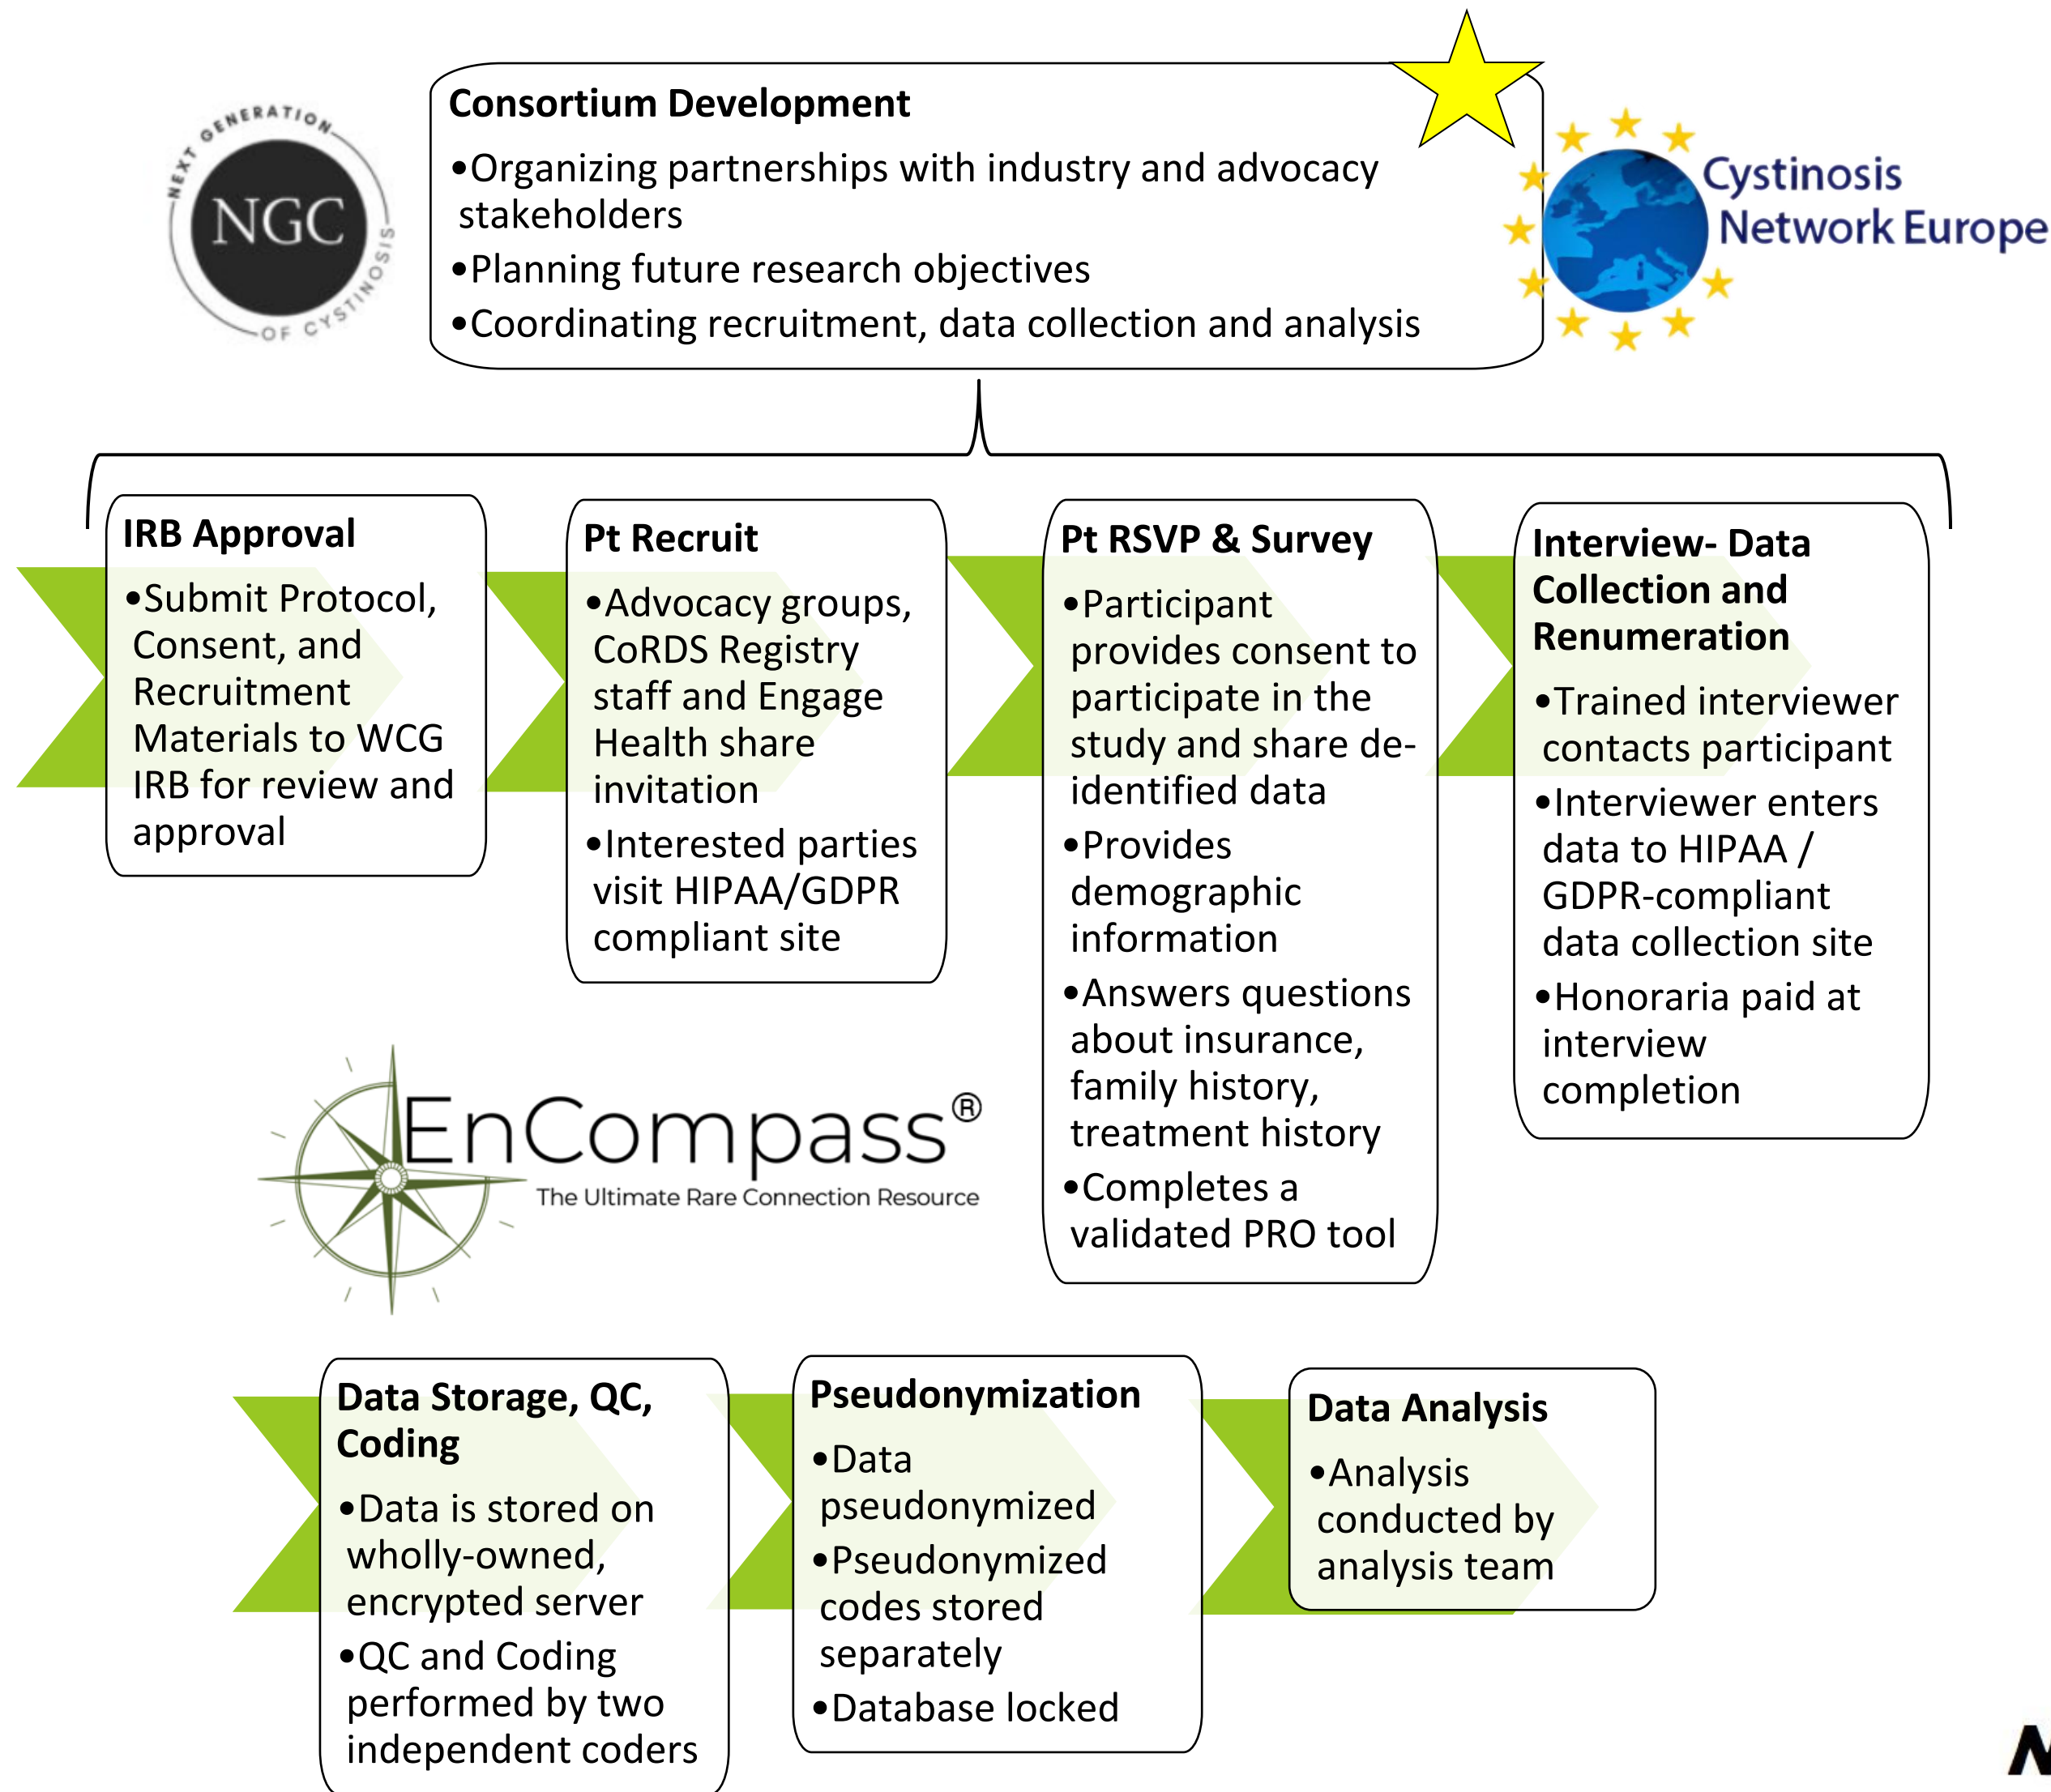 NEXT GENERATION
NGC
OF CYSTINOSIS
Consortium Development
•Organizing partnerships with industry and advocacy
stakeholders
•Planning future research objectives
•Coordinating recruitment, data collection and analysis
Cystinosis
Network Europe
IRB Approval
•Submit Protocol,
Consent, and
Recruitment
Materials to WCG
IRB for review and
approval
Pt Recruit
•Advocacy groups,
CoRDS Registry
staff and Engage
Health share
invitation
•Interested parties
visit HIPAA/GDPR
compliant site
Pt RSVP & Survey
•Participant
provides consent to
participate in the
study and share de-
identified data
•Provides
demographic
information
•Answers questions
about insurance,
family history,
treatment history
•Completes a
validated PRO tool
Interview- Data
Collection and
Renumeration
•Trained interviewer
contacts participant
•Interviewer enters
data to HIPAA /
GDPR-compliant
data collection site
•Honoraria paid at
interview
completion
EnCompass®
The Ultimate Rare Connection Resource
Data Storage, QC,
Coding
•Data is stored on
wholly-owned,
encrypted server
•QC and Coding
performed by two
independent coders
Pseudonymization
•Data
pseudonymized
•Pseudonymized
codes stored
separately
•Database locked
Data Analysis
•Analysis
conducted by
analysis team